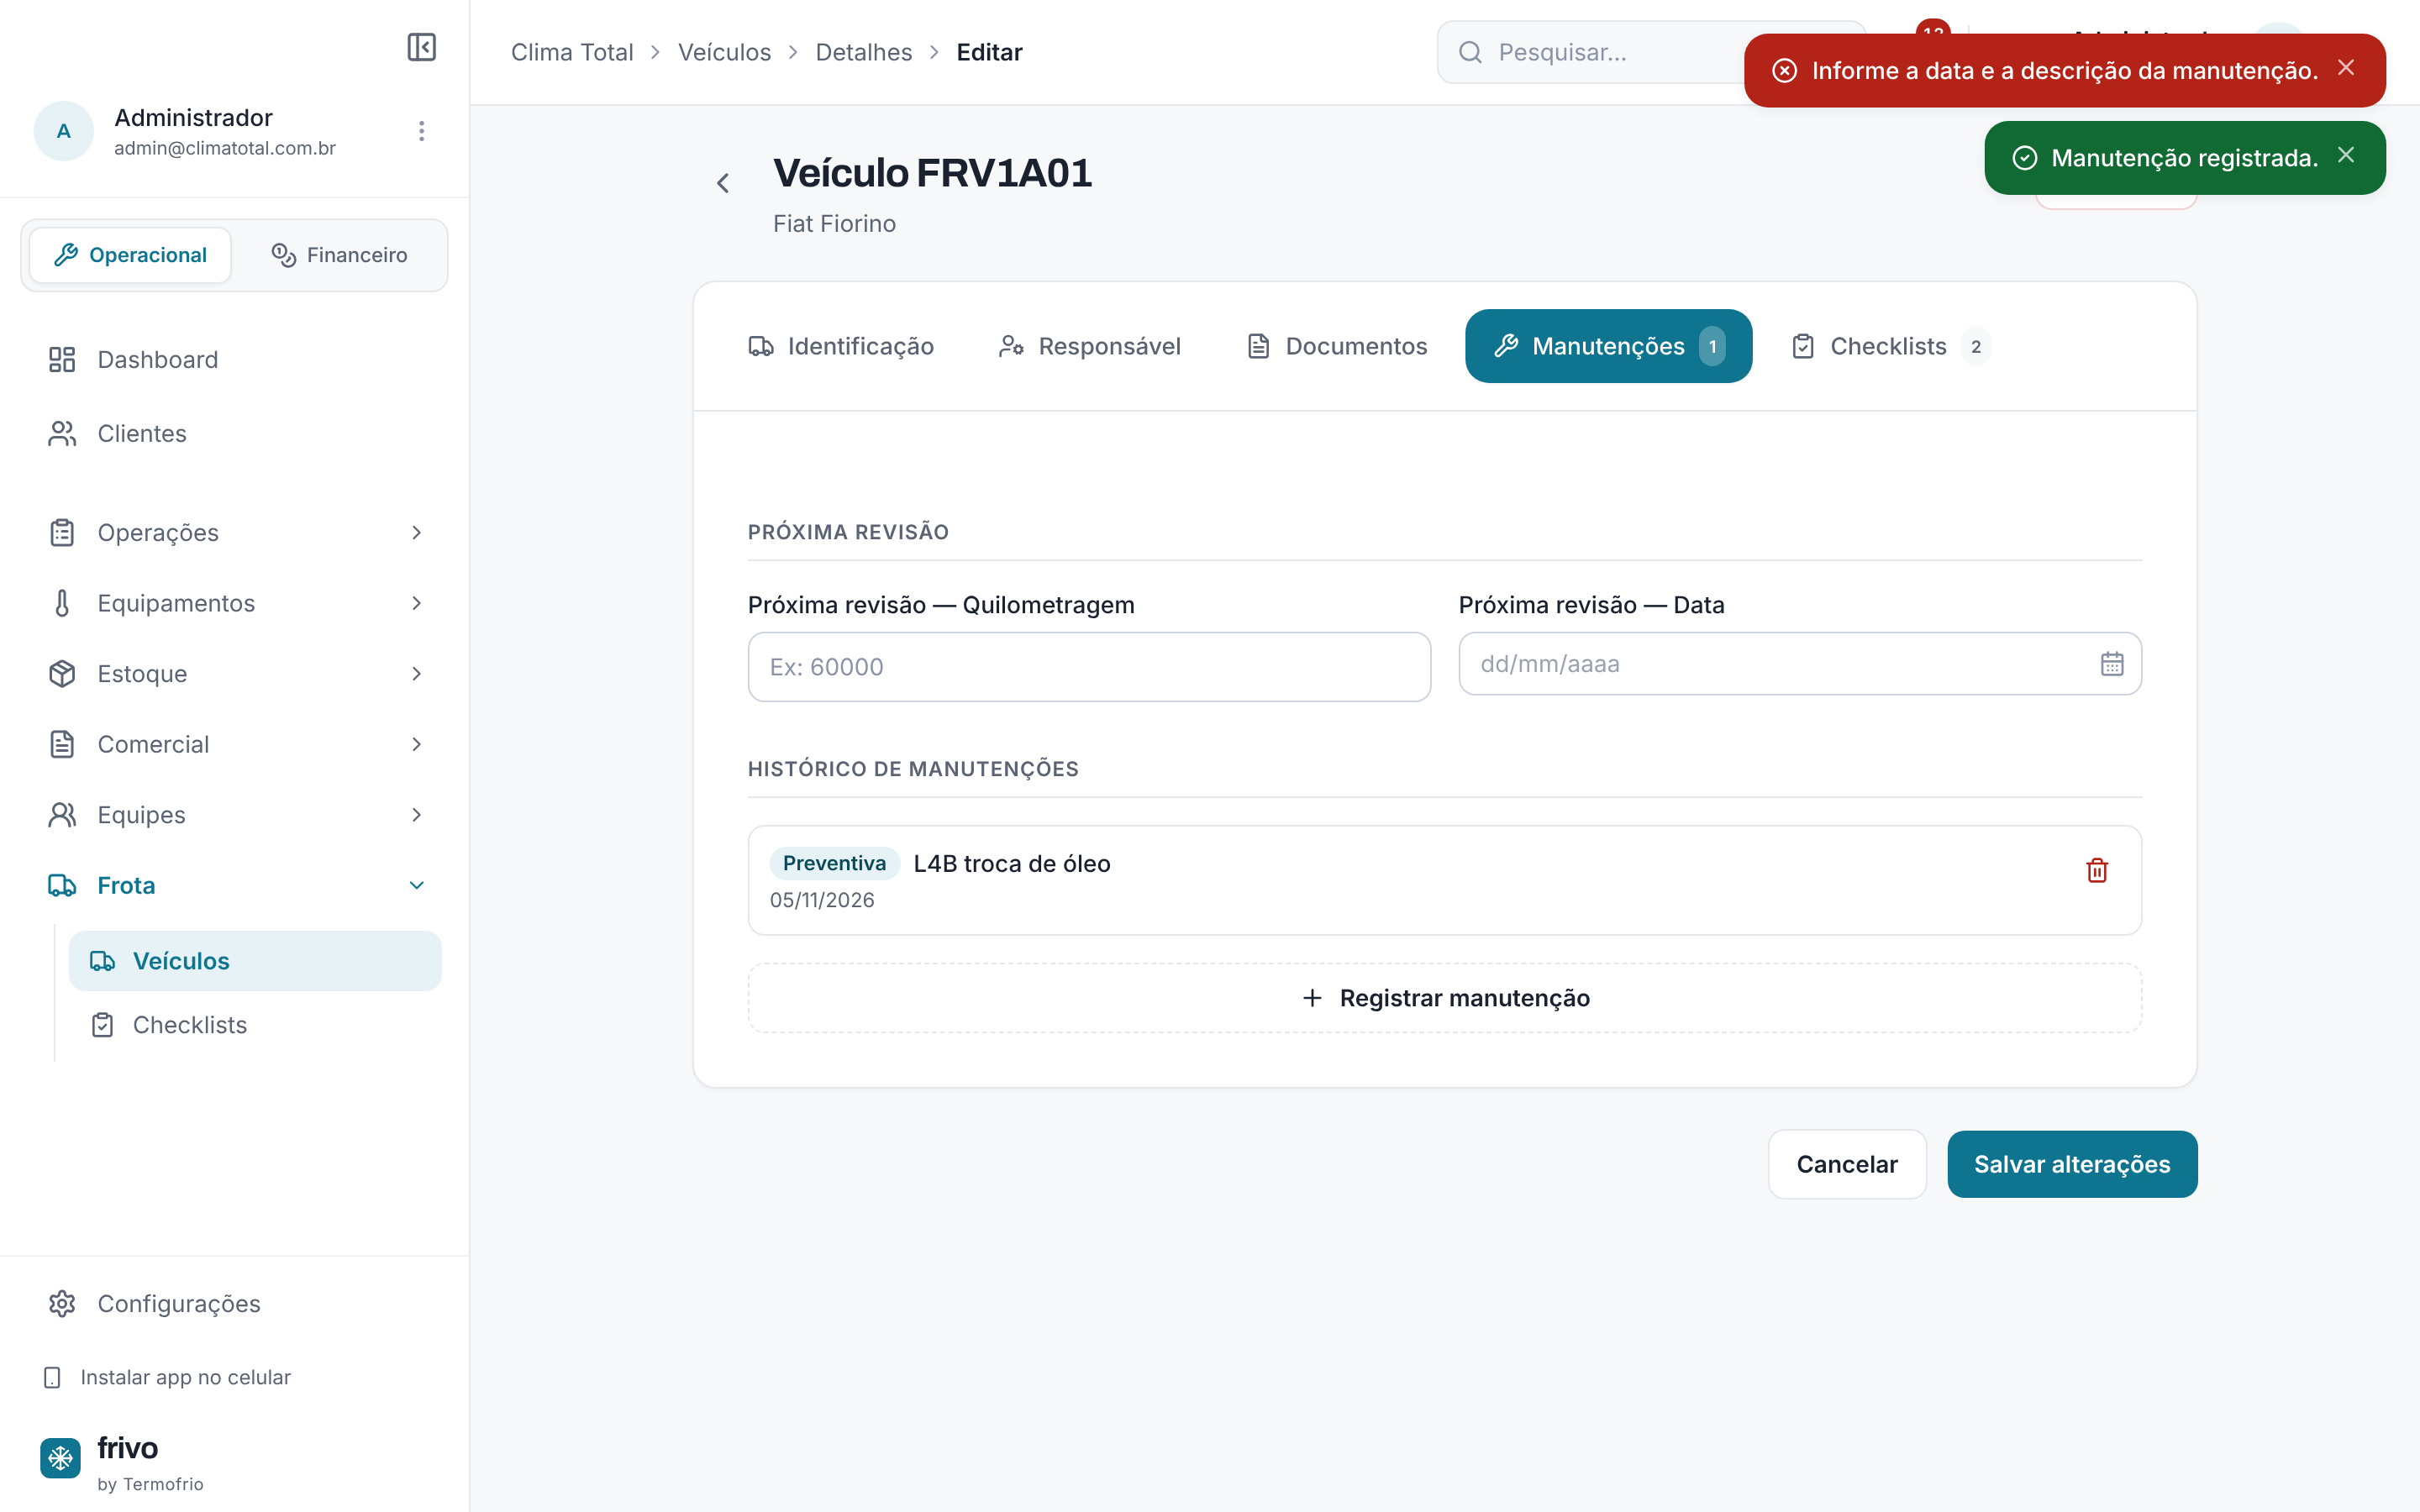 Clima Total > Veículos > Detalhes > Editar
Pesquisar...
Informe a data e a descrição da manutenção.
Manutenção registrada.
A
Administrador
admin@climatotal.com.br
Operacional
Financeiro
Dashboard
Clientes
Operações
Equipamentos
Estoque
Comercial
Equipes
Frota
Veículos
Checklists
Configurações
Instalar app no celular
frivo
by Termofrio
Veículo FRV1A01
Fiat Fiorino
Identificação
Responsável
Documentos
Manutenções 1
Checklists 2
PRÓXIMA REVISÃO
Próxima revisão — Quilometragem
Ex: 60000
Próxima revisão — Data
dd/mm/aaaa
HISTÓRICO DE MANUTENÇÕES
Preventiva L4B troca de óleo
05/11/2026
+ Registrar manutenção
Cancelar
Salvar alterações